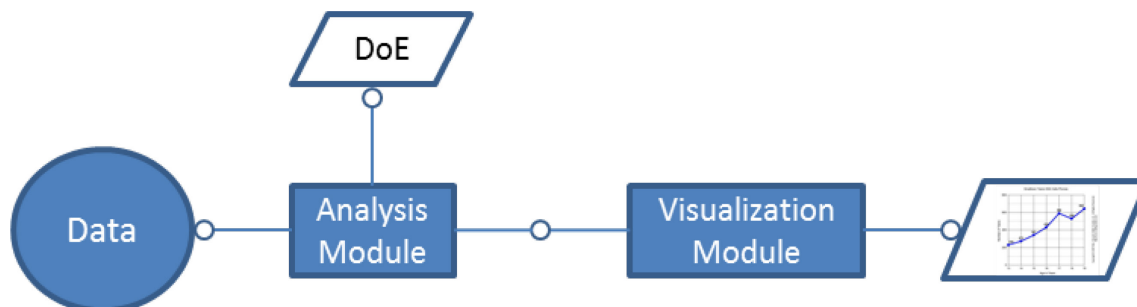 DoE
Data
Analysis
Module
Visualization
Module